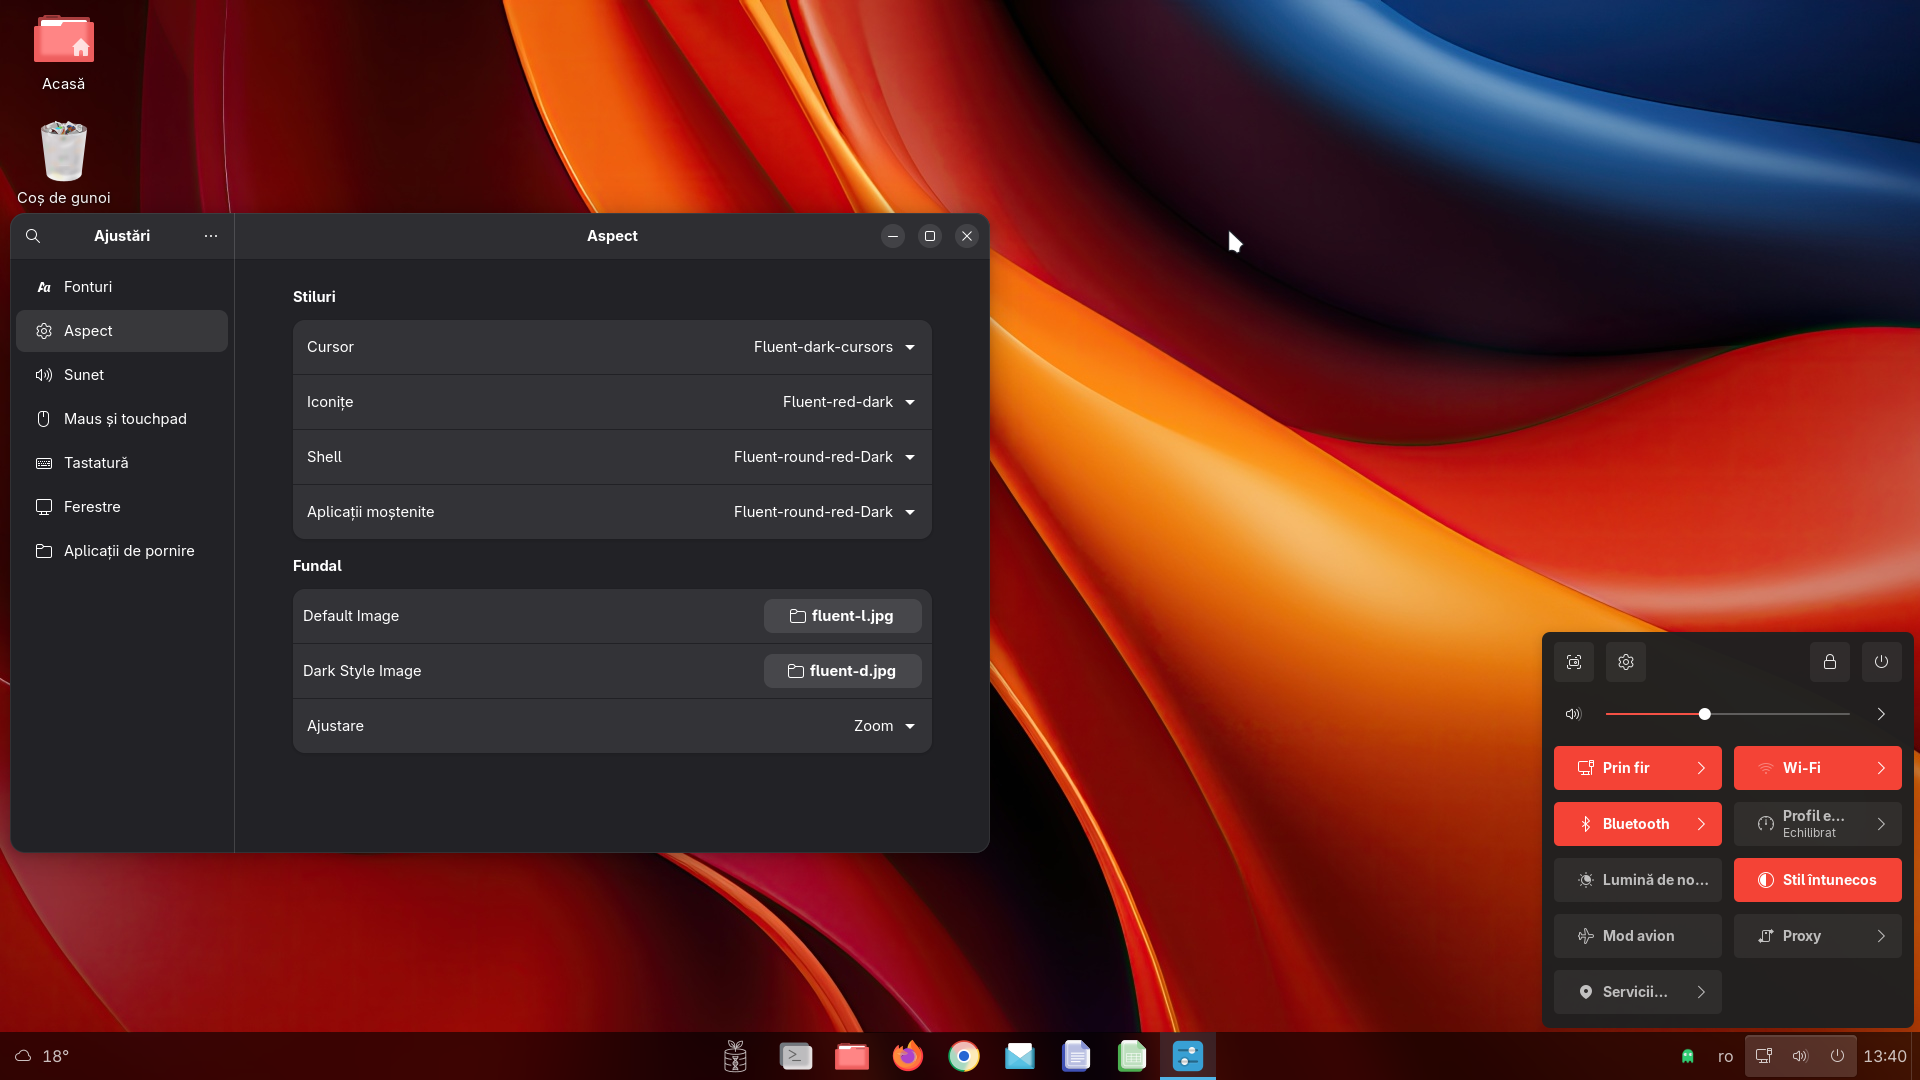 Acasă
Coș de gunoi
Ajustări
Aspect
Fonturi
Aspect
Sunet
Maus și touchpad
Tastatură
Ferestre
Aplicații de pornire
Stiluri
Cursor Fluent-dark-cursors
Iconițe Fluent-red-dark
Shell Fluent-round-red-Dark
Aplicații moștenite Fluent-round-red-Dark
Fundal
Default Image fluent-l.jpg
Dark Style Image fluent-d.jpg
Ajustare Zoom
Prin fir Wi-Fi
Bluetooth Profil e...
Echilibrat
Lumină de no... Stil întunecos
Mod avion Proxy
Servicii...
18° ro 13:40